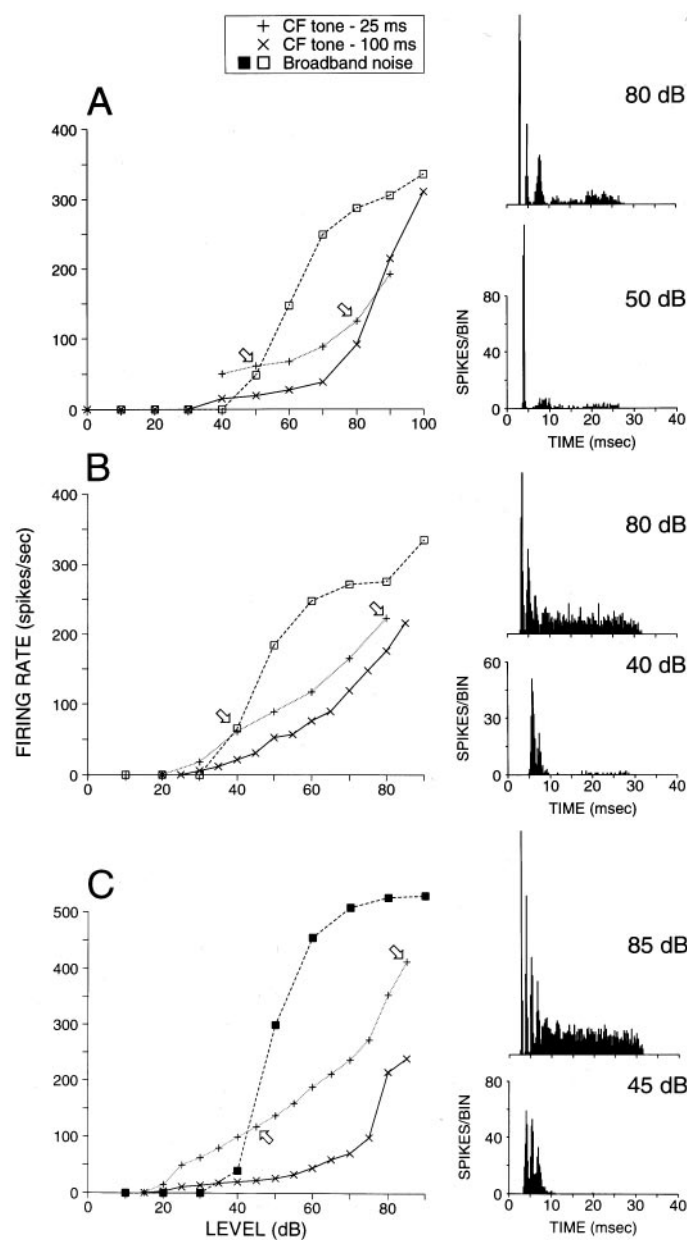 + CF tone - 25 ms
× CF tone - 100 ms
Broadband noise
A
400
300
200
100
0
0 20 40 60 80 100
80 dB
50 dB
SPIKES/BIN
80
40
0
0 10 20 30 40
TIME (msec)
B
FIRING RATE (spikes/sec)
400
300
200
100
0
0 20 40 60 80
80 dB
40 dB
SPIKES/BIN
60
30
0
0 10 20 30 40
TIME (msec)
C
500
400
300
200
100
0
0 20 40 60 80
LEVEL (dB)
85 dB
45 dB
SPIKES/BIN
80
40
0
0 10 20 30 40
TIME (msec)